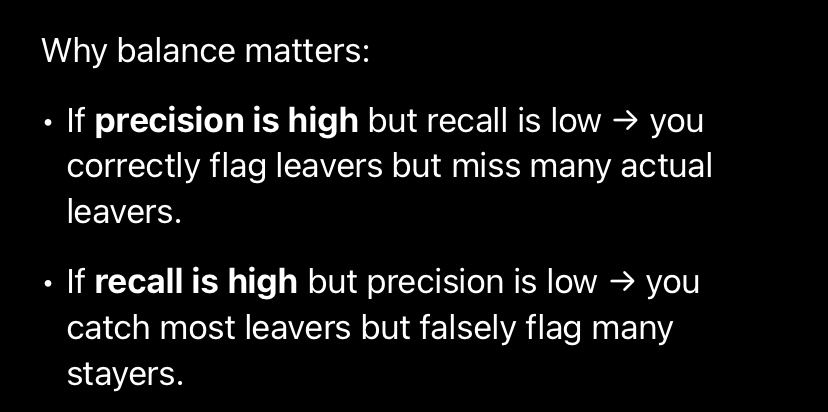 Why balance matters:
• If precision is high but recall is low → you
correctly flag leavers but miss many actual
leavers.
• If recall is high but precision is low → you
catch most leavers but falsely flag many
stayers.